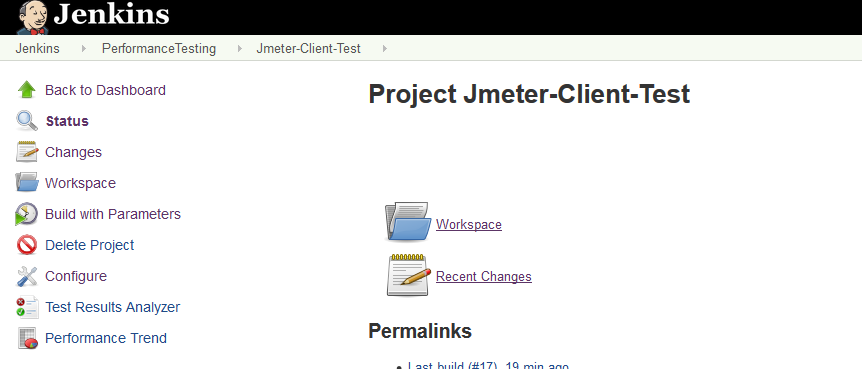 Jenkins
Jenkins PerformanceTesting Jmeter-Client-Test
Back to Dashboard
Status
Changes
Workspace
Build with Parameters
Delete Project
Configure
Test Results Analyzer
Performance Trend
Project Jmeter-Client-Test
Workspace
Recent Changes
Permalinks
Last build (#17), 19 min ago